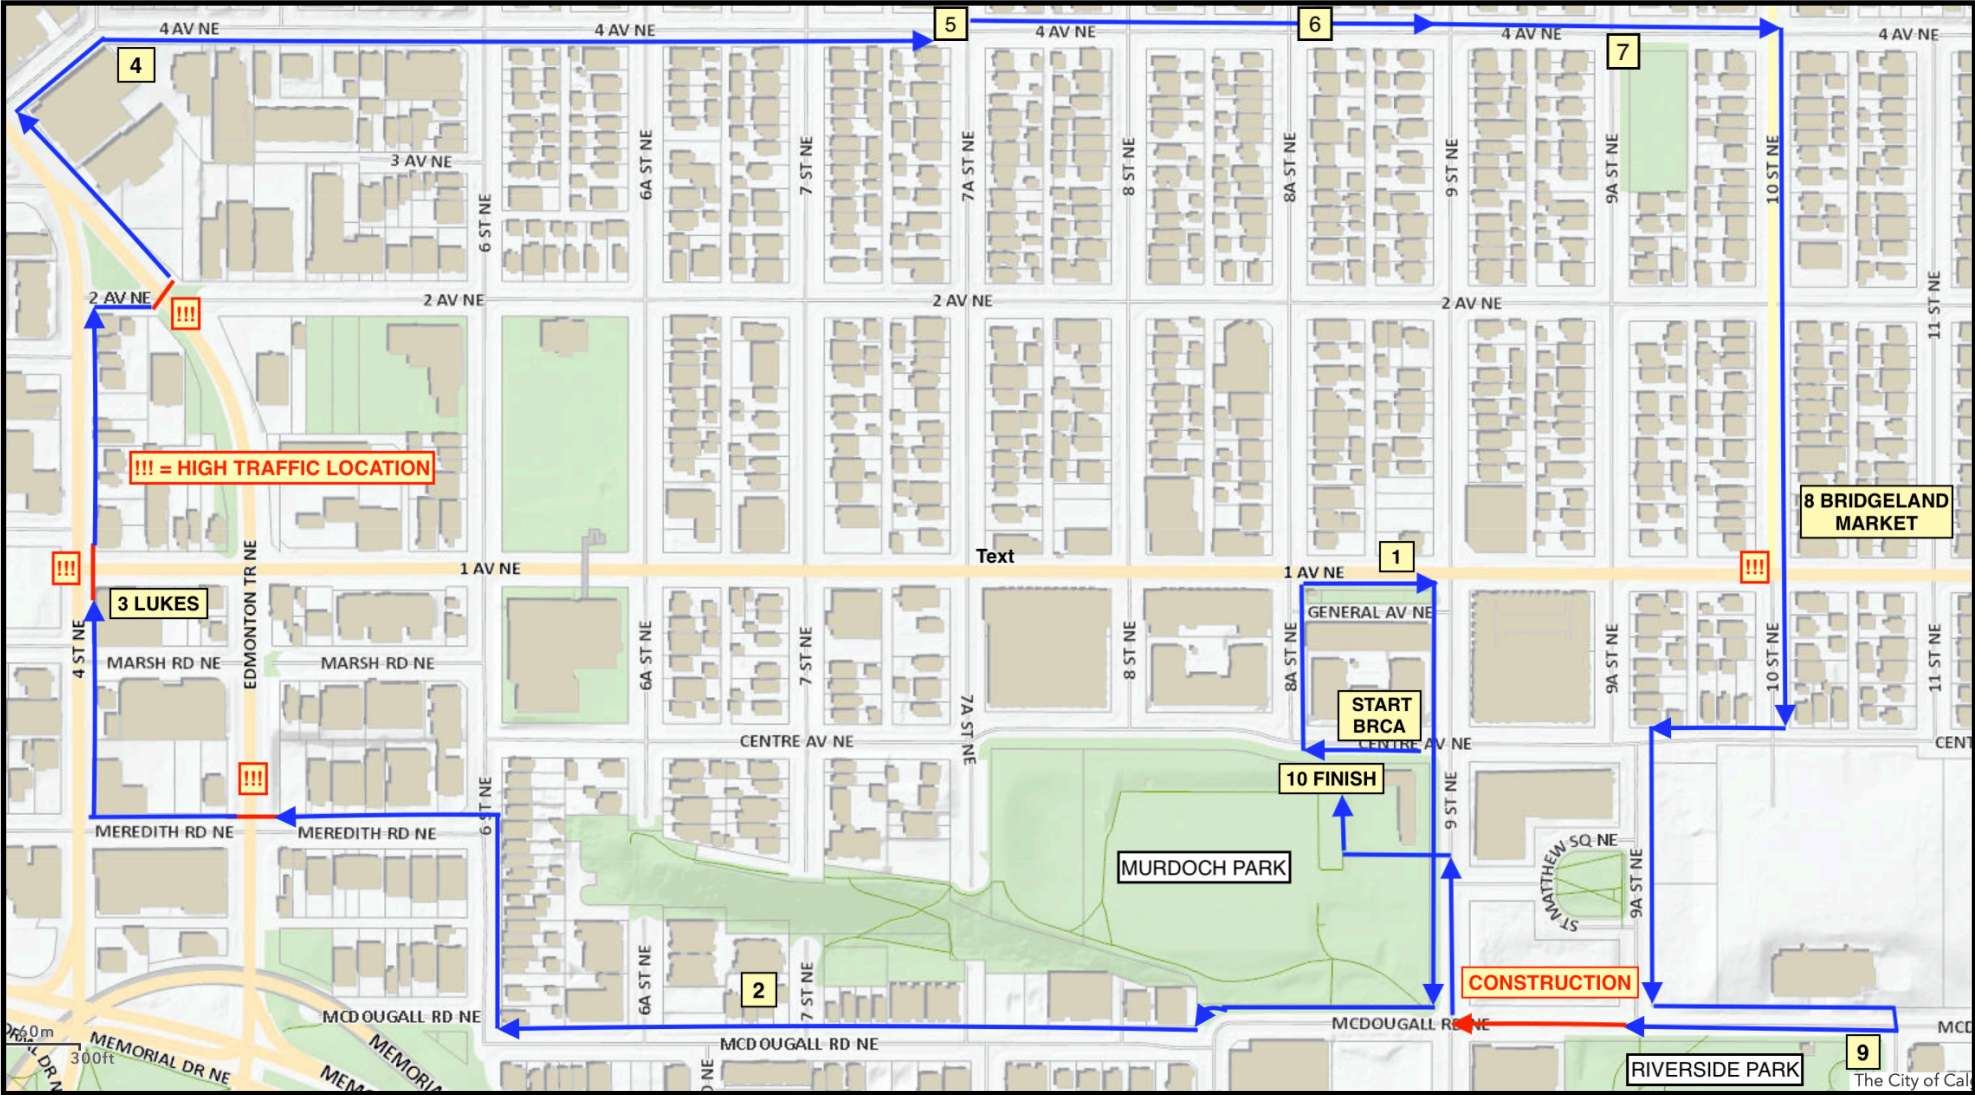 4 AV NE
4 AV NE
5
4 AV NE
6
4 AV NE
7
4 AV NE
4
3 AV NE
6 ST NE
6A ST NE
7 ST NE
7A ST NE
8 ST NE
8A ST NE
9 ST NE
9A ST NE
10 ST NE
11 ST NE
2 AV NE
!!!
2 AV NE
2 AV NE
2 AV NE
!!! = HIGH TRAFFIC LOCATION
8 BRIDGELAND
MARKET
!!!
EDMONTON TR NE
1 AV NE
Text
1 AV NE
1
!!!
3 LUKES
GENERAL AV NE
4 ST NE
MARSH RD NE
MARSH RD NE
6A ST NE
7 ST NE
8 ST NE
8A ST NE
9A ST NE
10 ST NE
11 ST NE
START
BRCA
7A ST NE
CENTRE AV NE
CENTRE AV NE
CENT
!!!
10 FINISH
6 ST NE
9 ST NE
MEREDITH RD NE
MEREDITH RD NE
MURDOCH PARK
ST MATTHEW SQ NE
9A ST NE
6A ST NE
7 ST NE
2
CONSTRUCTION
MCDOUGALL RD NE
MCDOUGALL RD NE
MCDOUGALL RD NE
MCD
60m
300ft
MEMORIAL DR NE
MEMORIA
MEM
NE
9
RIVERSIDE PARK
The City of Calg